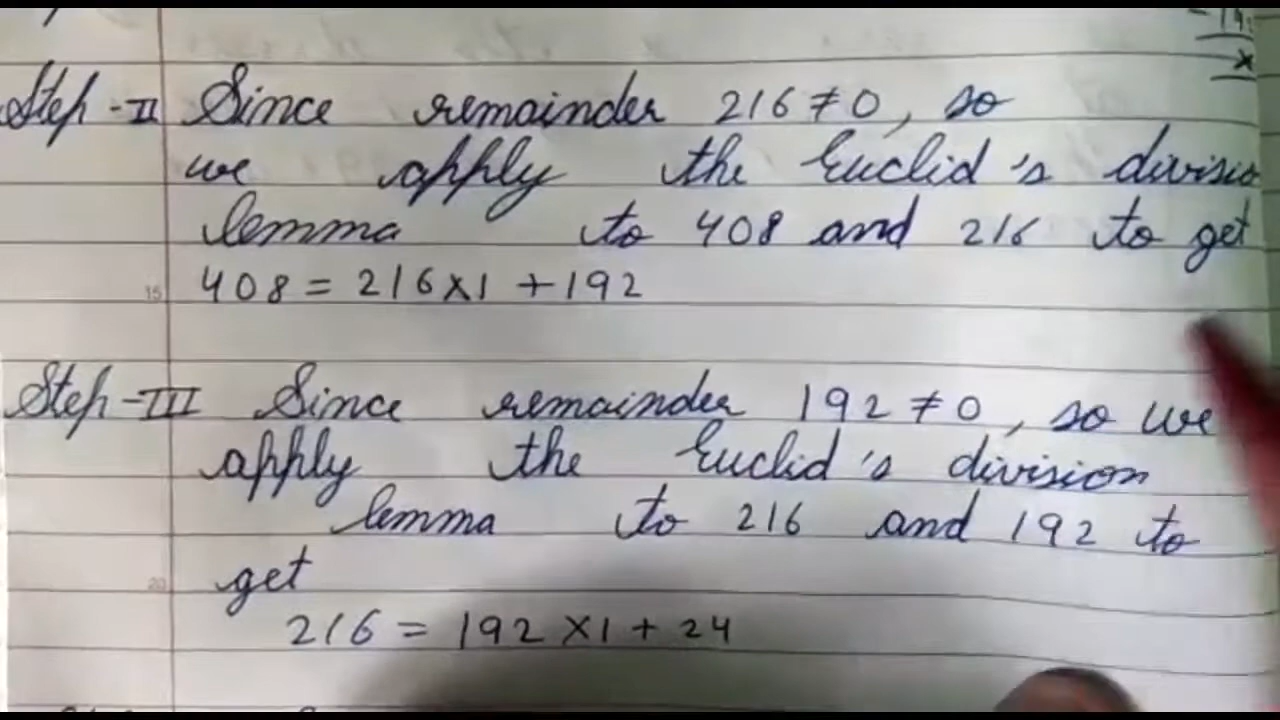 Step-II Since remainder 216 ≠ 0, so
we apply the Euclid's divisio
lemma to 408 and 216 to get
15 408 = 216×1 + 192
Step-III Since remainder 192 ≠ 0, so we
apply the Euclid's division
lemma to 216 and 192 to
20 get
216 = 192 × 1 + 24